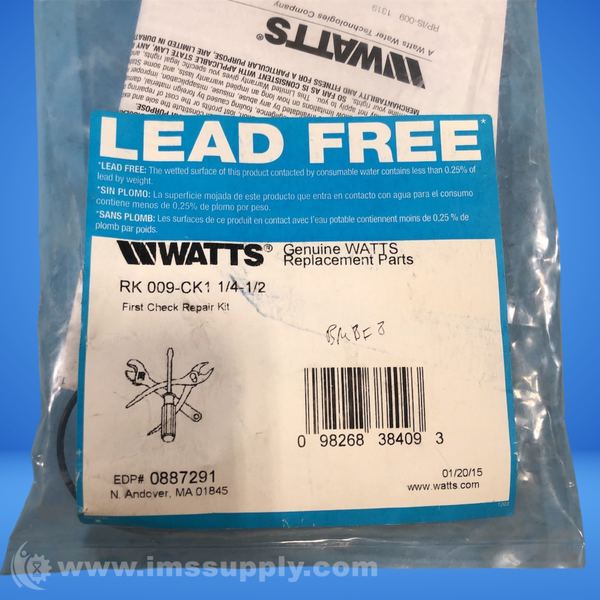 RP/IS-009 1319
A Watts Water Technologies Company
WATTS®
LEAD FREE*
*LEAD FREE: The wetted surface of this product contacted by consumable water contains less than 0.25% of
lead by weight.
*SIN PLOMO: La superficie mojada de este producto que entra en contacto con agua para el consumo
contiene menos de 0.25% de plomo por peso.
*SANS PLOMB: Les surfaces de ce produit en contact avec l'eau potable contiennent moins de 0.25 % de
plomb par poids.
WATTS®
Genuine WATTS
Replacement Parts
RK 009-CK1 1/4-1/2
First Check Repair Kit
0 98268 38409 3
EDP# 0887291
N. Andover, MA 01845
01/20/15
www.watts.com
www.imssupply.com